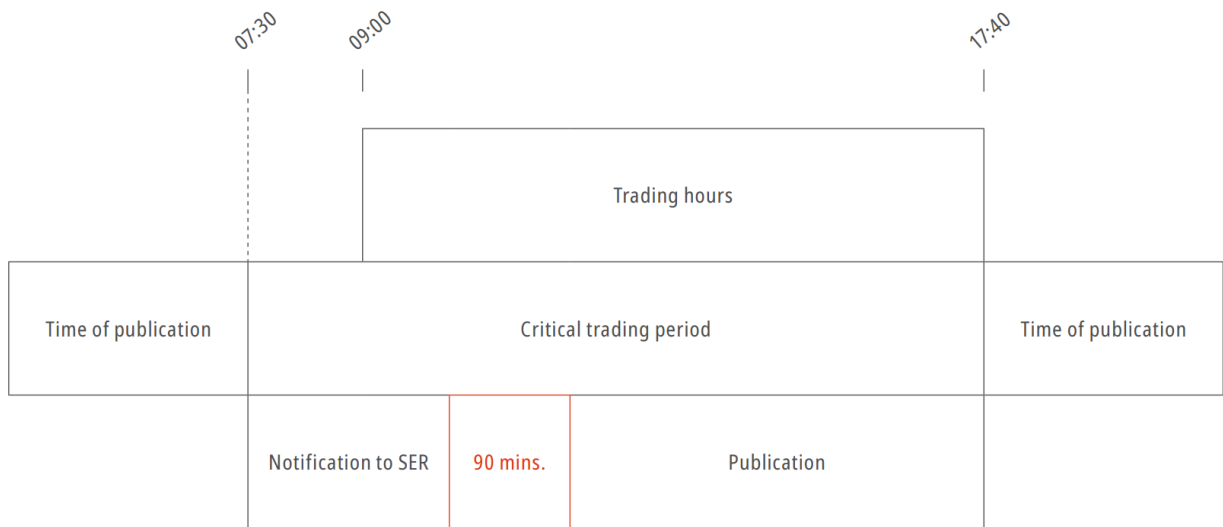 07:30
09:00
17:40
Trading hours
Time of publication
Critical trading period
Time of publication
Notification to SER
90 mins.
Publication